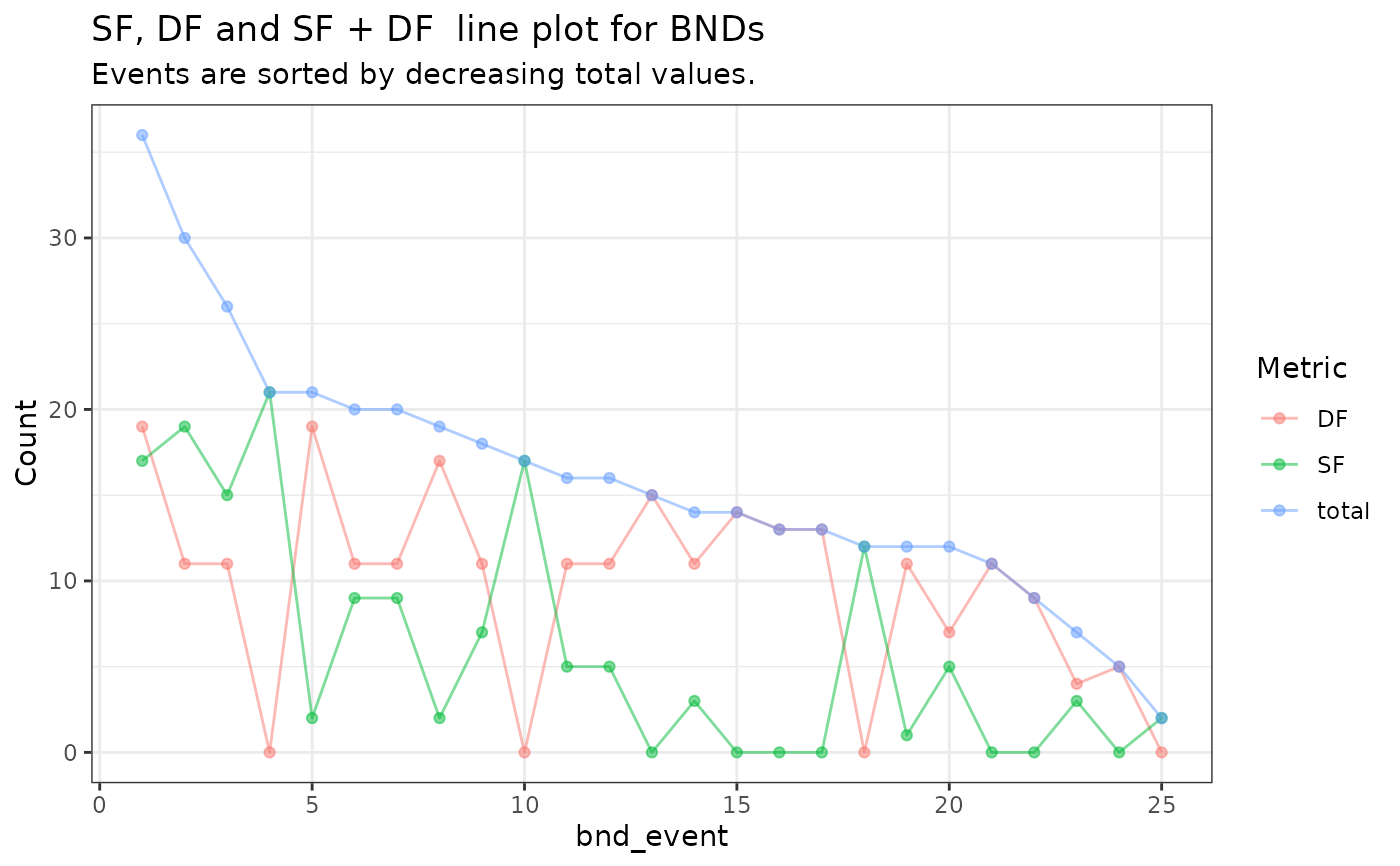 SF, DF and SF + DF  line plot for BNDs
Events are sorted by decreasing total values.
30
20
10
0
Count
0 5 10 15 20 25
bnd_event
Metric
DF
SF
total